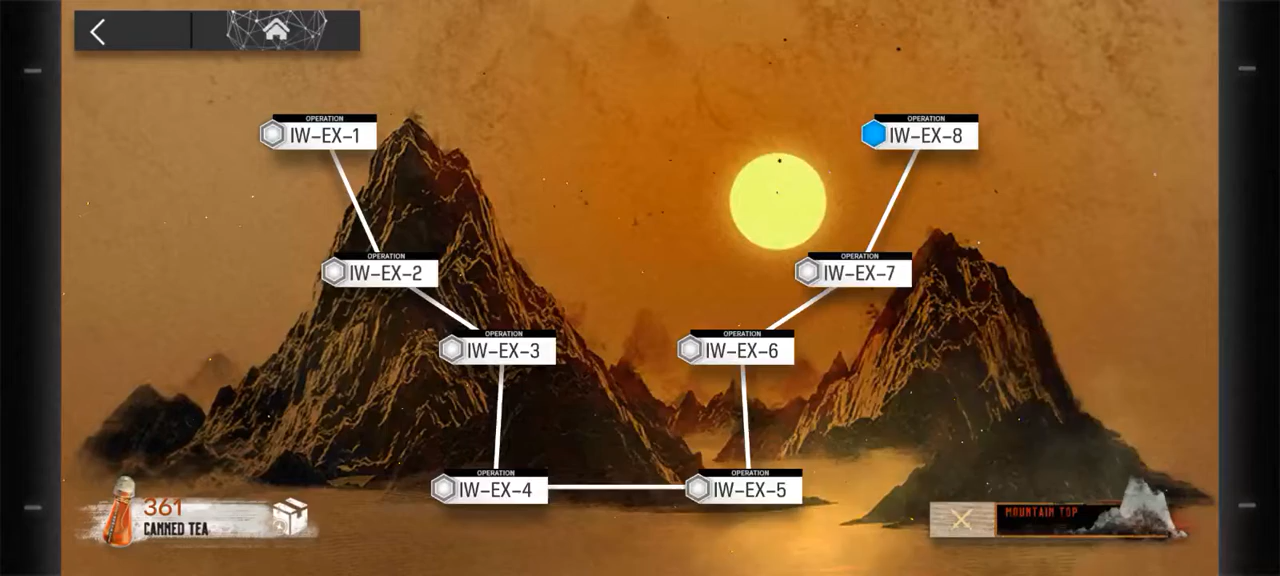 OPERATION
IW-EX-1
OPERATION
IW-EX-8
OPERATION
IW-EX-2
OPERATION
IW-EX-7
OPERATION
IW-EX-3
OPERATION
IW-EX-6
OPERATION
IW-EX-4
OPERATION
IW-EX-5
361
CANNED TEA
MOUNTAIN TOP